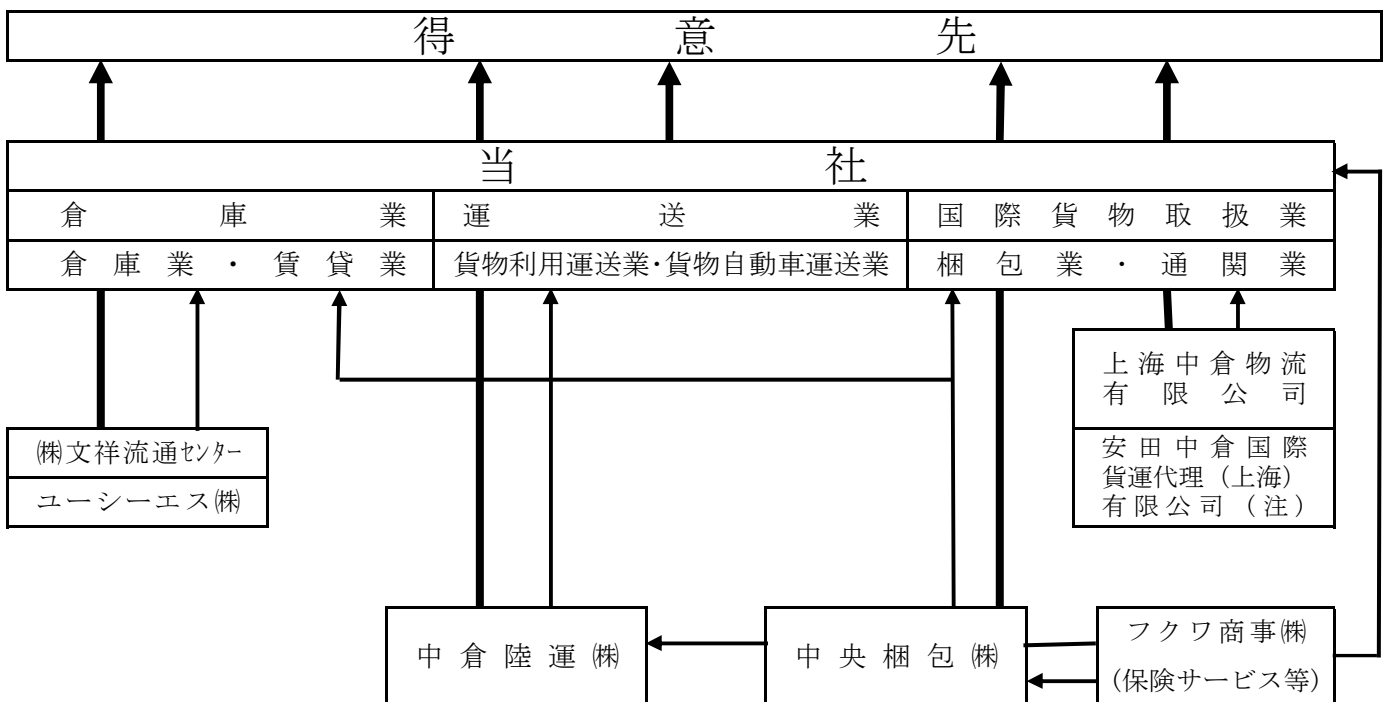 得意先
当社
倉庫業 運送業 国際貨物取扱業
倉庫業・賃貸業 貨物利用運送業・貨物自動車運送業 梱包業・通関業
上海中倉物流
有限公司
安田中倉国際
貨運代理（上海）
有限公司（注）
㈱文祥流通ｾﾝﾀｰ
ユーシーエス㈱
中倉陸運㈱
中央梱包㈱
フクワ商事㈱
(保険サービス等)